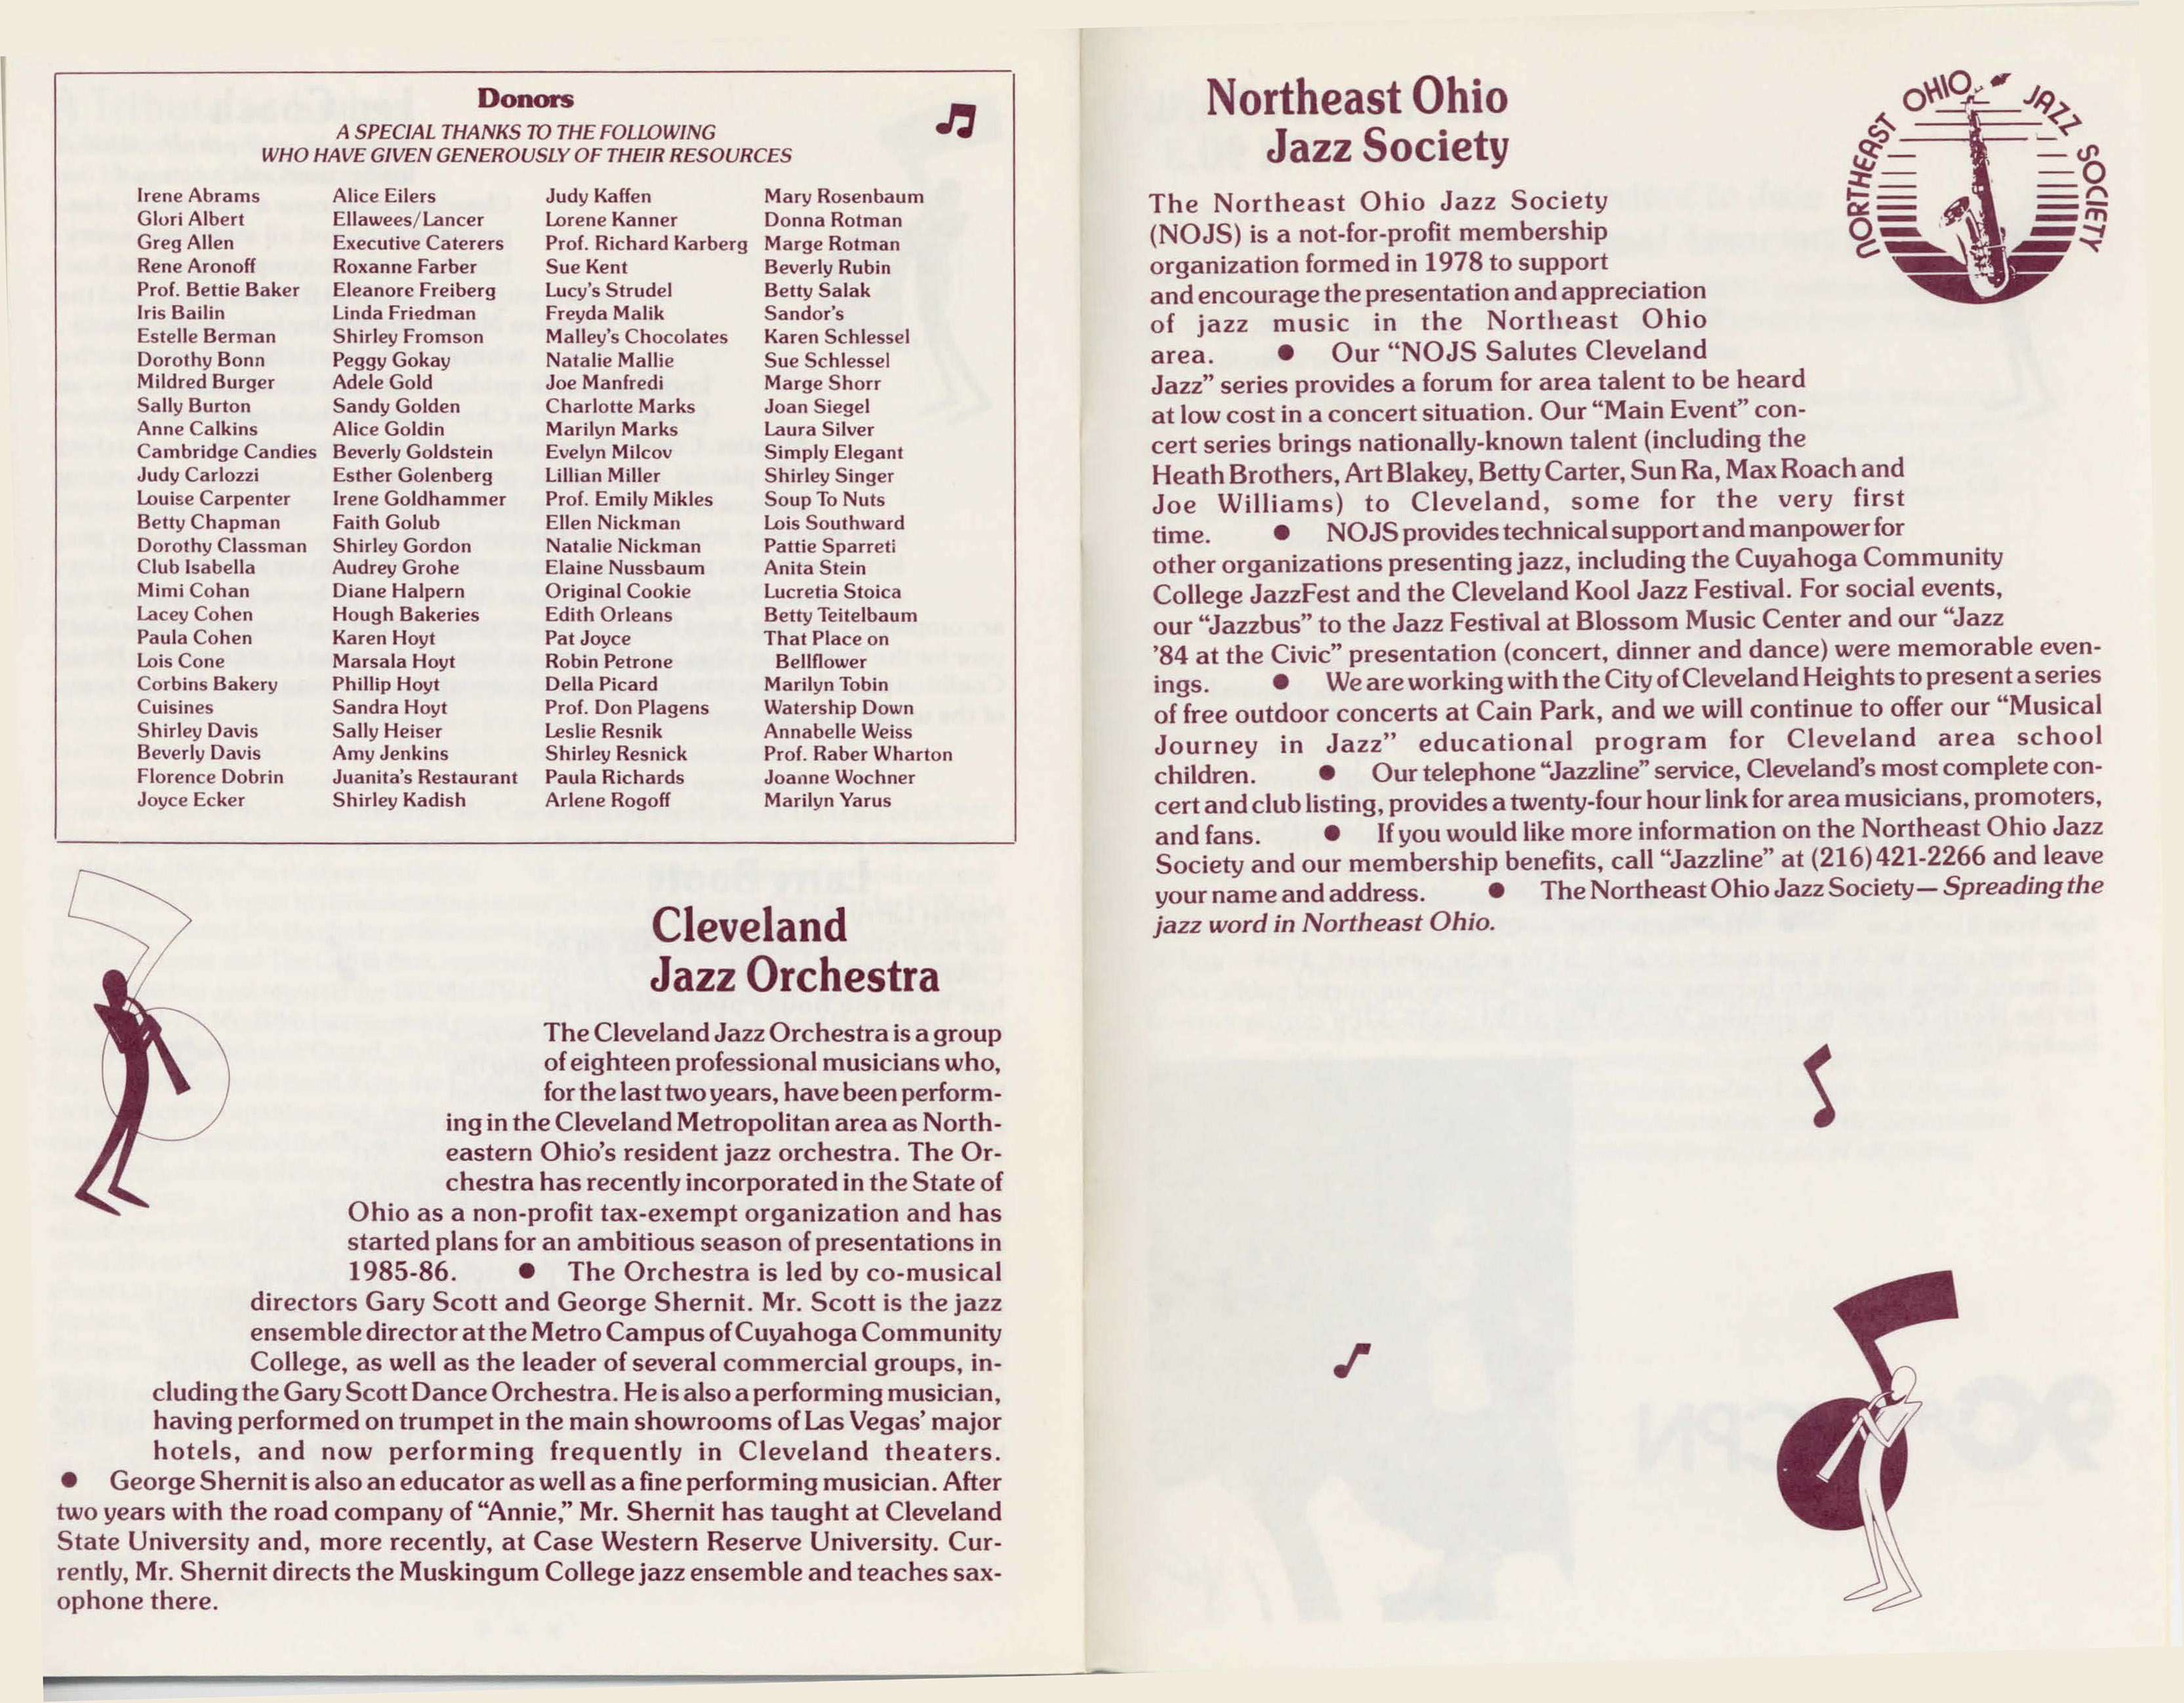 Donors
A SPECIAL THANKS TO THE FOLLOWING
WHO HAVE GIVEN GENEROUSLY OF THEIR RESOURCES
Irene Abrams
Glori Albert
Greg Allen
Rene Aronoff
Prof. Bettie Baker
Iris Bailin
Estelle Berman
Dorothy Bonn
Mildred Burger
Sally Burton
Anne Calkins
Cambridge Candies
Judy Carlozzi
Louise Carpenter
Betty Chapman
Dorothy Classman
Club Isabella
Mimi Cohan
Lacey Cohen
Paula Cohen
Lois Cone
Corbins Bakery
Cuisines
Shirley Davis
Beverly Davis
Florence Dobrin
Joyce Ecker
Alice Eilers
Ellawees/Lancer
Executive Caterers
Roxanne Farber
Eleanore Freiberg
Linda Friedman
Shirley Fromson
Peggy Gokay
Adele Gold
Sandy Golden
Alice Goldin
Beverly Goldstein
Esther Golenberg
Irene Goldhammer
Faith Golub
Shirley Gordon
Audrey Grohe
Diane Halpern
Hough Bakeries
Karen Hoyt
Marsala Hoyt
Phillip Hoyt
Sandra Hoyt
Sally Heiser
Amy Jenkins
Juanita's Restaurant
Shirley Kadish
Judy Kaffen
Lorene Kanner
Prof. Richard Karberg
Sue Kent
Lucy's Strudel
Freyda Malik
Malley's Chocolates
Natalie Mallie
Joe Manfredi
Charlotte Marks
Marilyn Marks
Evelyn Milcov
Lillian Miller
Prof. Emily Mikles
Ellen Nickman
Natalie Nickman
Elaine Nussbaum
Original Cookie
Edith Orleans
Pat Joyce
Robin Petrone
Della Picard
Prof. Don Plagens
Leslie Resnik
Shirley Resnick
Paula Richards
Arlene Rogoff
Mary Rosenbaum
Donna Rotman
Marge Rotman
Beverly Rubin
Betty Salak
Sandor's
Karen Schlessel
Sue Schlessel
Marge Shorr
Joan Siegel
Laura Silver
Simply Elegant
Shirley Singer
Soup To Nuts
Lois Southward
Pattie Sparreti
Anita Stein
Lucretia Stoica
Betty Teitelbaum
That Place on
Bellflower
Marilyn Tobin
Watership Down
Annabelle Weiss
Prof. Raber Wharton
Joanne Wochner
Marilyn Yarus
Cleveland
Jazz Orchestra
The Cleveland Jazz Orchestra is a group
of eighteen professional musicians who,
for the last two years, have been perform-
ing in the Cleveland Metropolitan area as North-
eastern Ohio's resident jazz orchestra. The Or-
chestra has recently incorporated in the State of
Ohio as a non-profit tax-exempt organization and has
started plans for an ambitious season of presentations in
1985-86. ● The Orchestra is led by co-musical
directors Gary Scott and George Shernit. Mr. Scott is the jazz
ensemble director at the Metro Campus of Cuyahoga Community
College, as well as the leader of several commercial groups, in-
cluding the Gary Scott Dance Orchestra. He is also a performing musician,
having performed on trumpet in the main showrooms of Las Vegas' major
hotels, and now performing frequently in Cleveland theaters.
● George Shernit is also an educator as well as a fine performing musician. After
two years with the road company of "Annie," Mr. Shernit has taught at Cleveland
State University and, more recently, at Case Western Reserve University. Cur-
rently, Mr. Shernit directs the Muskingum College jazz ensemble and teaches sax-
ophone there.
Northeast Ohio
Jazz Society
NORTHEAST OHIO JAZZ SOCIETY
The Northeast Ohio Jazz Society
(NOJS) is a not-for-profit membership
organization formed in 1978 to support
and encourage the presentation and appreciation
of jazz music in the Northeast Ohio
area. ● Our "NOJS Salutes Cleveland
Jazz" series provides a forum for area talent to be heard
at low cost in a concert situation. Our "Main Event" con-
cert series brings nationally-known talent (including the
Heath Brothers, Art Blakey, Betty Carter, Sun Ra, Max Roach and
Joe Williams) to Cleveland, some for the very first
time. ● NOJS provides technical support and manpower for
other organizations presenting jazz, including the Cuyahoga Community
College JazzFest and the Cleveland Kool Jazz Festival. For social events,
our "Jazzbus" to the Jazz Festival at Blossom Music Center and our "Jazz
'84 at the Civic" presentation (concert, dinner and dance) were memorable even-
ings. ● We are working with the City of Cleveland Heights to present a series
of free outdoor concerts at Cain Park, and we will continue to offer our "Musical
Journey in Jazz" educational program for Cleveland area school
children. ● Our telephone "Jazzline" service, Cleveland's most complete con-
cert and club listing, provides a twenty-four hour link for area musicians, promoters,
and fans. ● If you would like more information on the Northeast Ohio Jazz
Society and our membership benefits, call "Jazzline" at (216) 421-2266 and leave
your name and address. ● The Northeast Ohio Jazz Society—Spreading the
jazz word in Northeast Ohio.